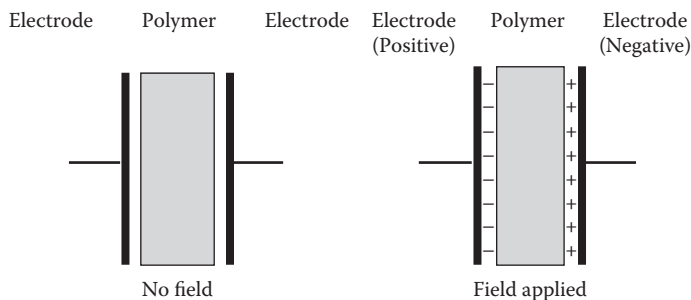 Electrode Polymer Electrode
No field
Electrode (Positive) Polymer Electrode (Negative)
− +
− +
− +
− +
− +
− +
− +
− +
Field applied